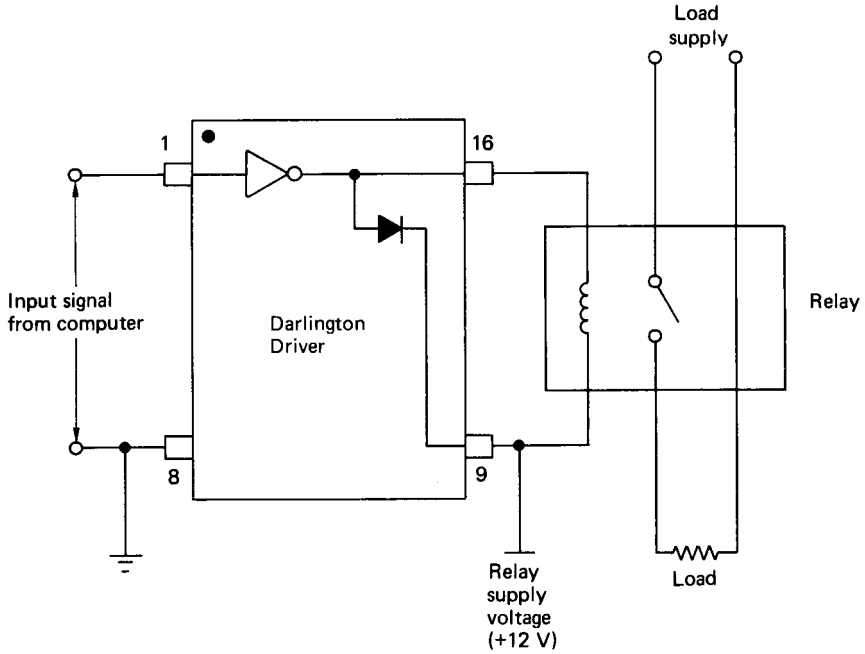 Load
supply
1
16
Input signal
from computer
Darlington
Driver
Relay
8
9
Relay
supply
voltage
(+12 V)
Load